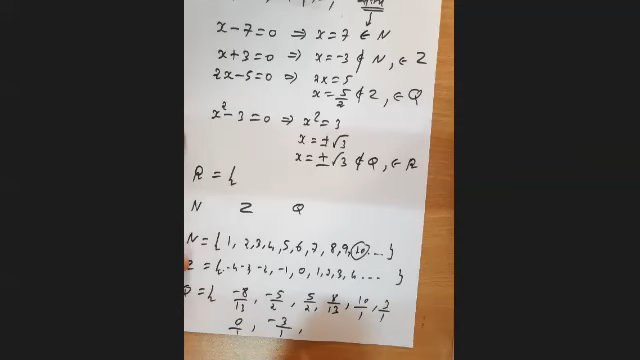 x - 7 = 0 ⇒ x = 7 ∈ N
x + 3 = 0 ⇒ x = -3 ∉ N, ∈ Z
2x - 5 = 0 ⇒ 2x = 5
x = 5/2 ∉ Z, ∈ Q
x² - 3 = 0 ⇒ x² = 3
x = ±√3
x = ±√3 ∉ Q, ∈ R
R = {
N Z Q
N = { 1, 2, 3, 4, 5, 6, 7, 8, 9, 10 ... }
Z = { .. -4 -3 -2, -1, 0, 1, 2, 3, 4 .... }
Q = { -8/13, -5/2, 5/2, 8/13, 10/1, 3/1
0/1, -3/1,